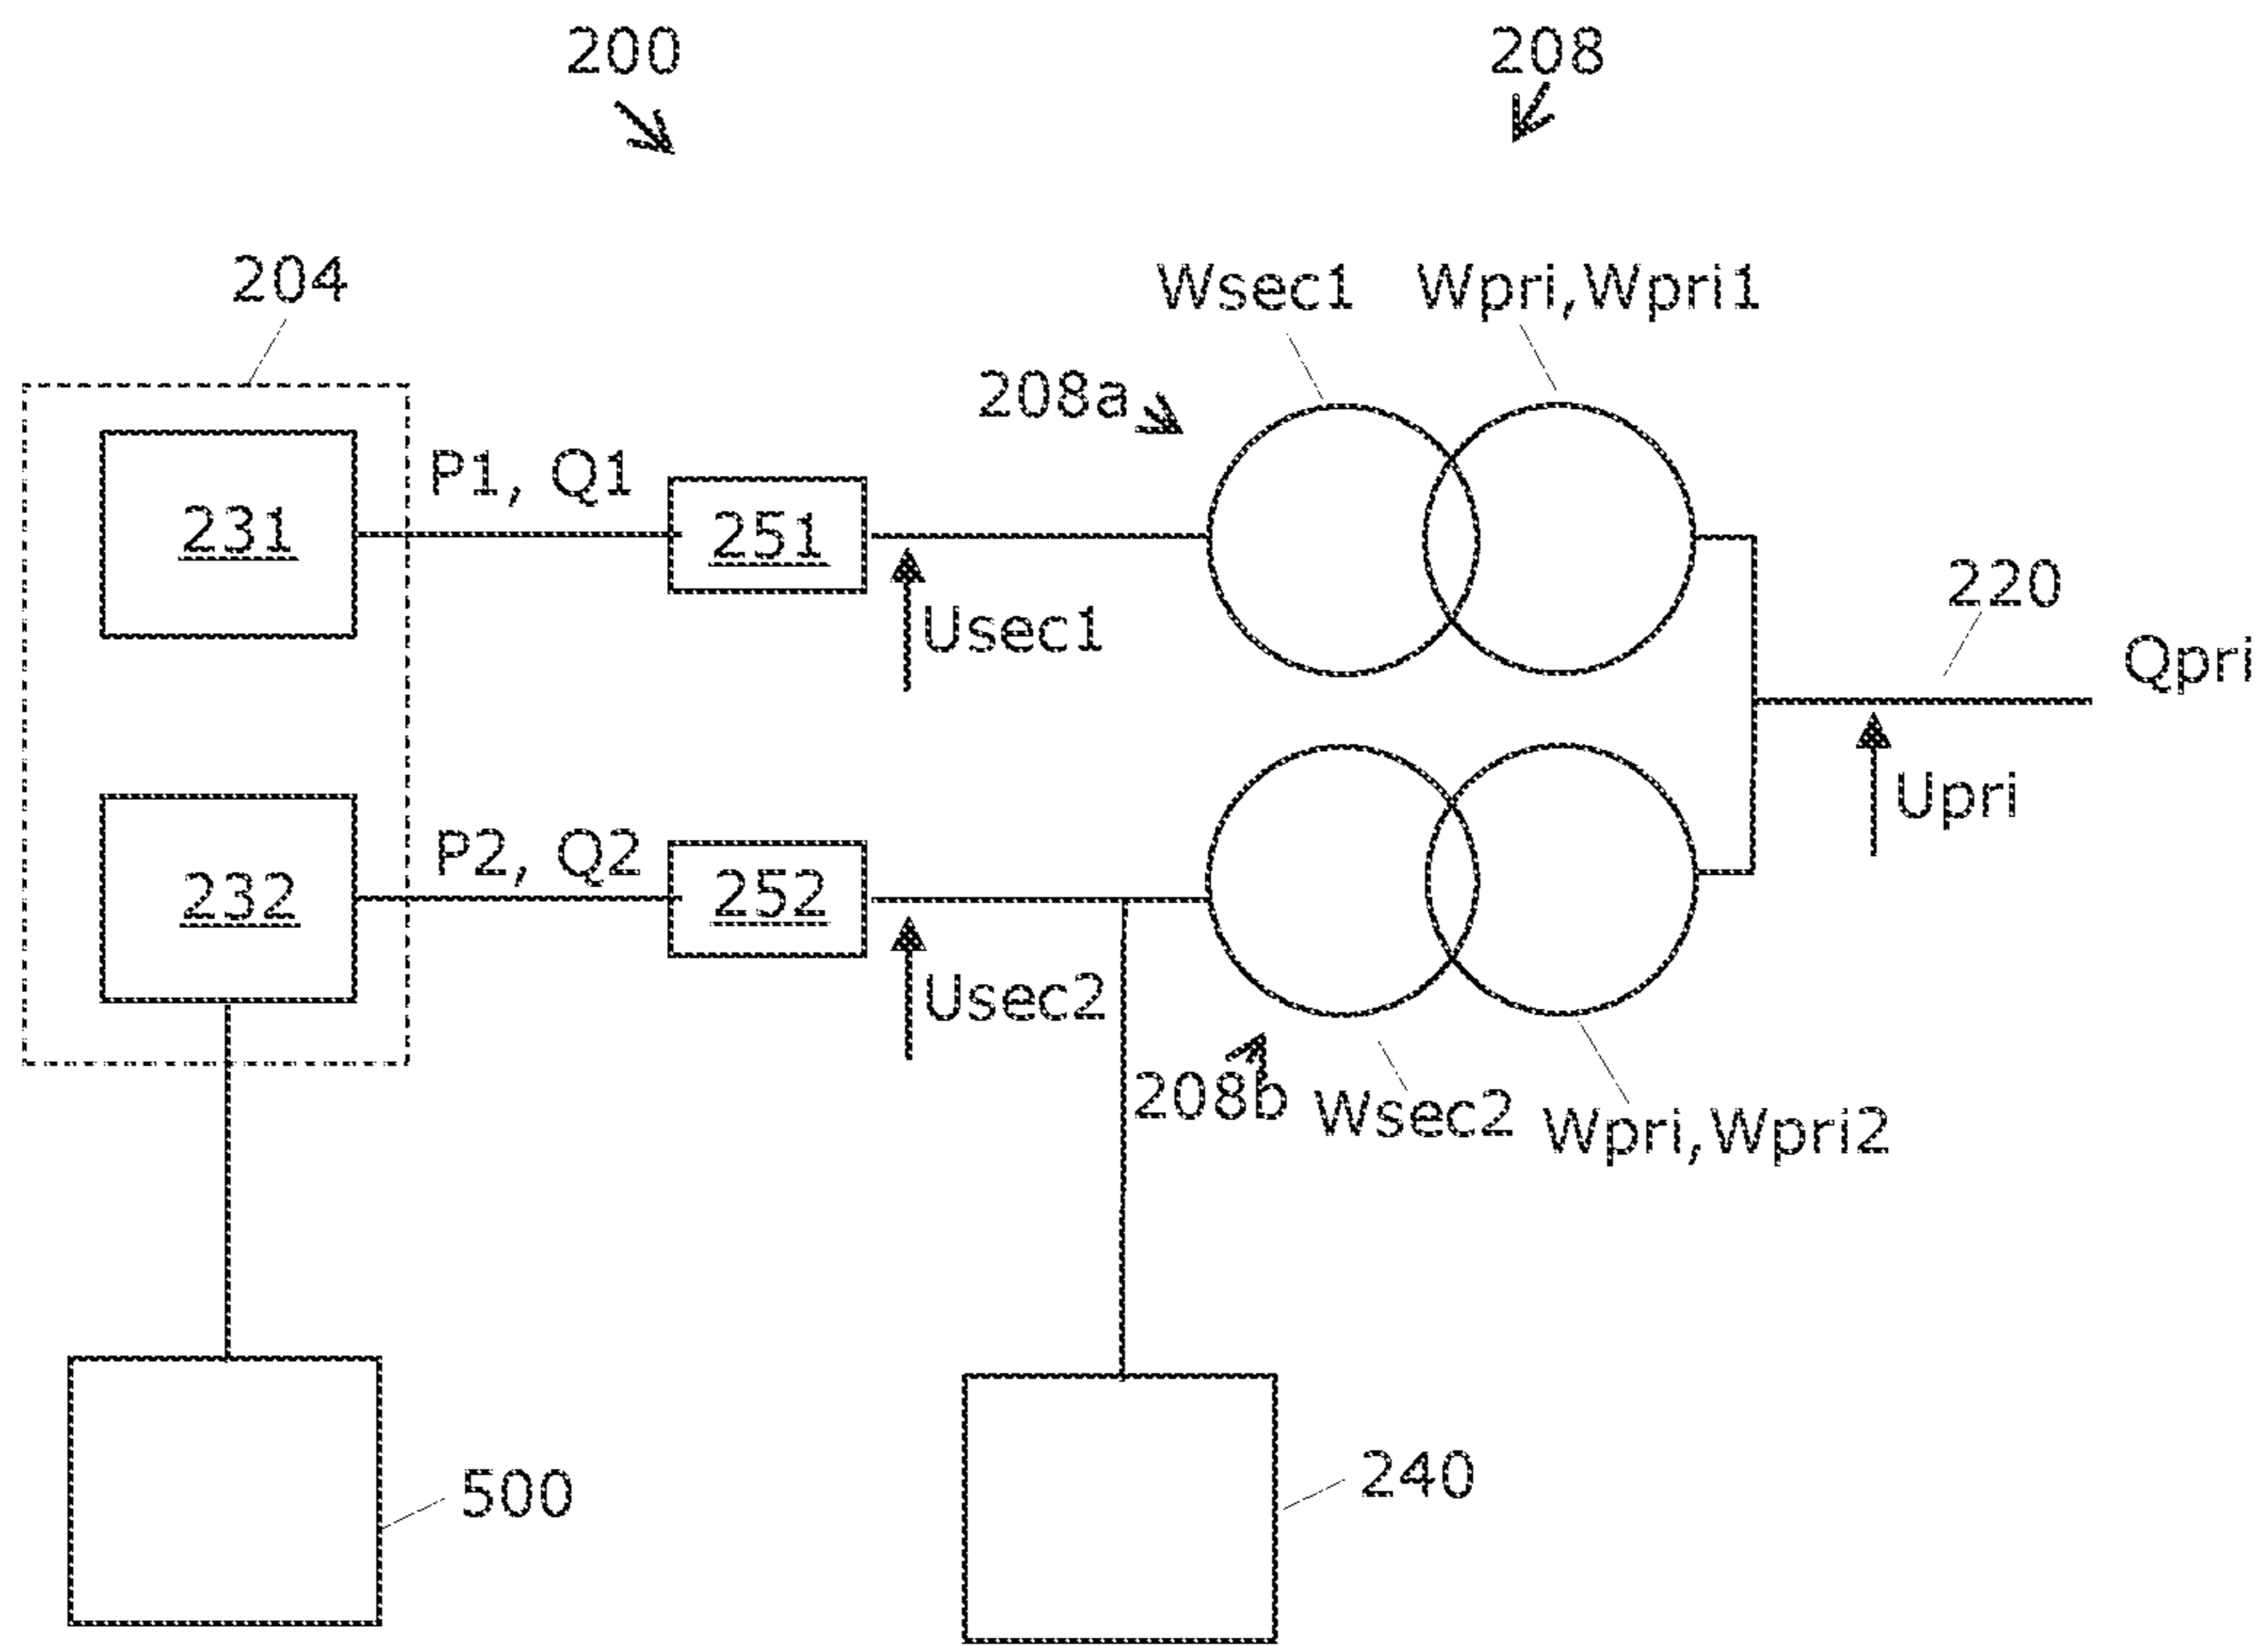 200
208
204
Wsec1
Wpri,Wpri1
208a
P1, Q1
231
251
220
Usec1
Qpri
Upri
P2, Q2
232
252
Usec2
208b
Wsec2
Wpri,Wpri2
500
240